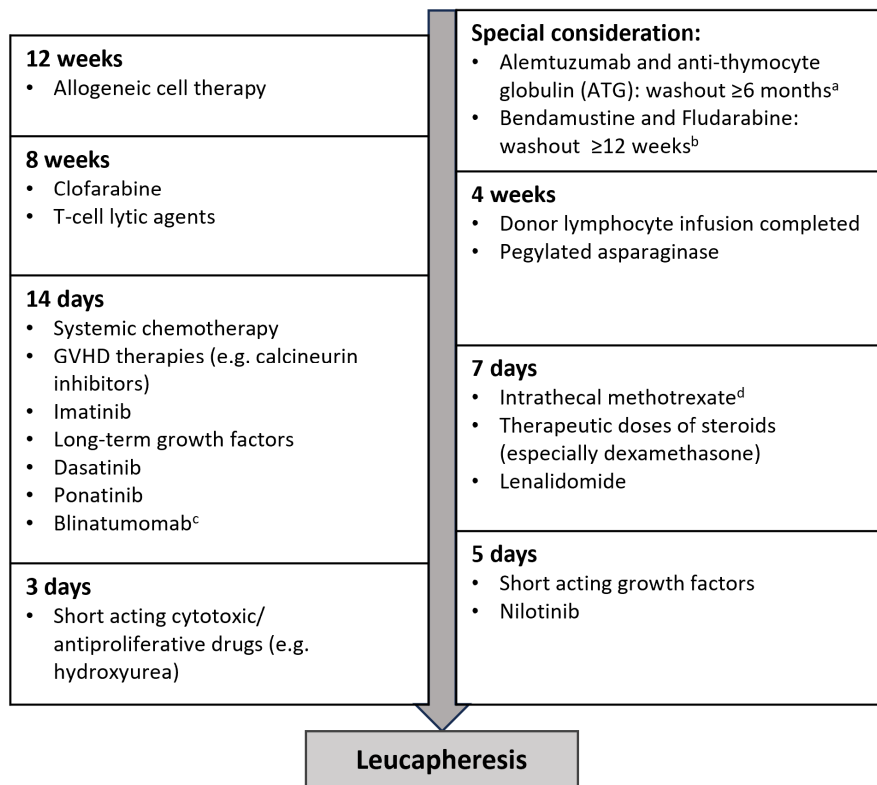 12 weeks
• Allogeneic cell therapy
8 weeks
• Clofarabine
• T-cell lytic agents
14 days
• Systemic chemotherapy
• GVHD therapies (e.g. calcineurin
inhibitors)
• Imatinib
• Long-term growth factors
• Dasatinib
• Ponatinib
• Blinatumomabᶜ
3 days
• Short acting cytotoxic/
antiproliferative drugs (e.g.
hydroxyurea)
Special consideration:
• Alemtuzumab and anti-thymocyte
globulin (ATG): washout ≥6 monthsᵃ
• Bendamustine and Fludarabine:
washout ≥12 weeksᵇ
4 weeks
• Donor lymphocyte infusion completed
• Pegylated asparaginase
7 days
• Intrathecal methotrexateᵈ
• Therapeutic doses of steroids
(especially dexamethasone)
• Lenalidomide
5 days
• Short acting growth factors
• Nilotinib
Leucapheresis